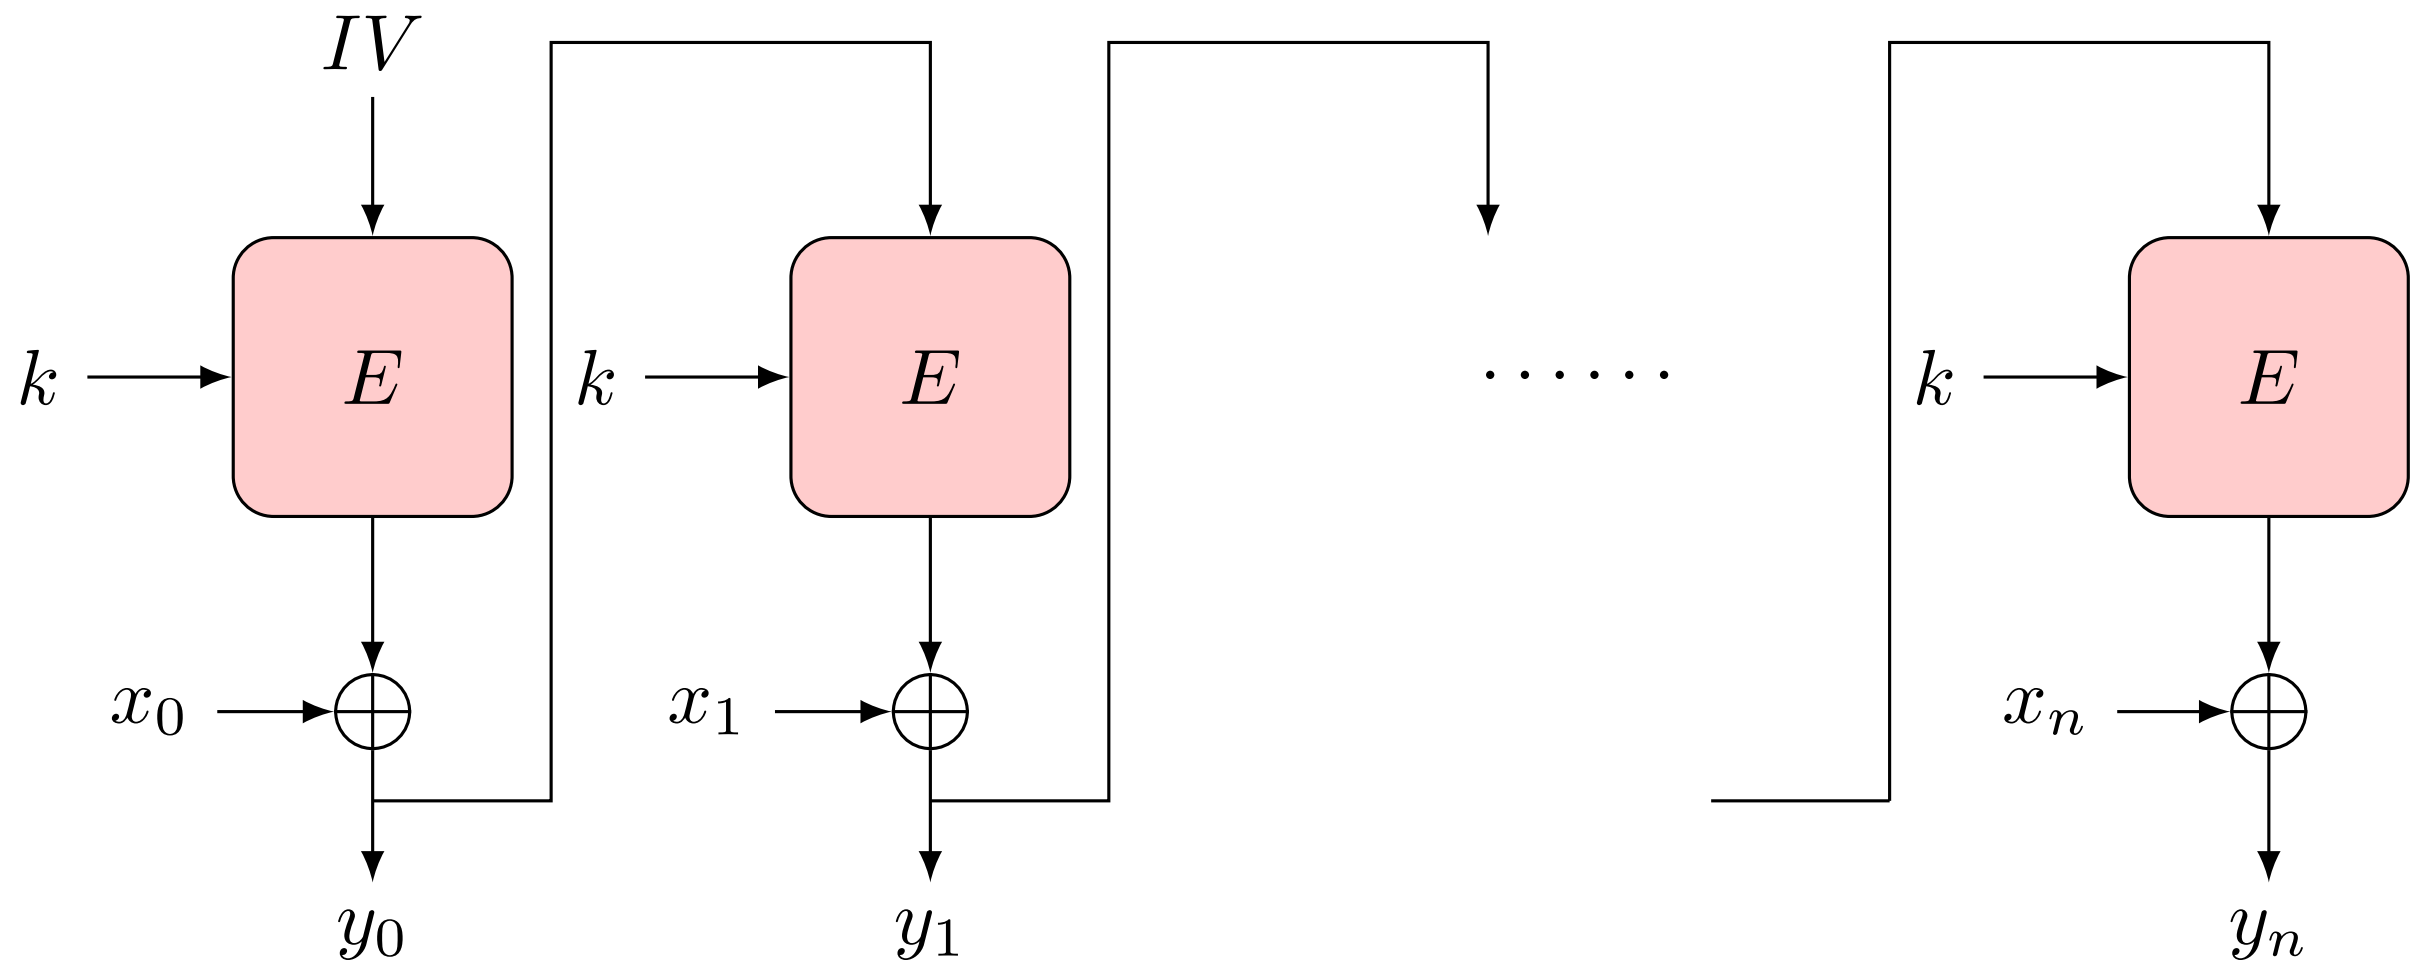 IV
k E k E ...... k E
x₀ x₁ xₙ
y₀ y₁ yₙ